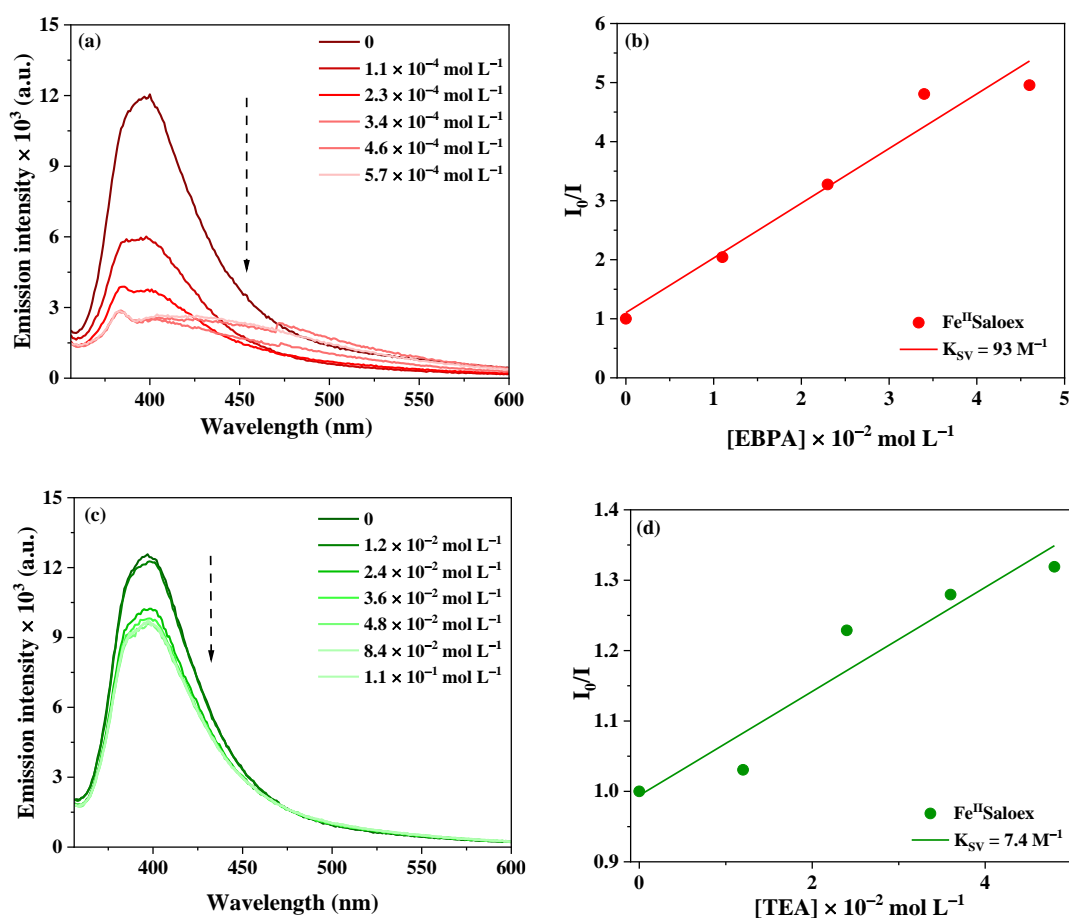 (a)
0
1.1 × 10⁻⁴ mol L⁻¹
2.3 × 10⁻⁴ mol L⁻¹
3.4 × 10⁻⁴ mol L⁻¹
4.6 × 10⁻⁴ mol L⁻¹
5.7 × 10⁻⁴ mol L⁻¹
15
12
9
6
3
0
400 450 500 550 600
Emission intensity × 10³ (a.u.)
Wavelength (nm)
(b)
6
5
4
3
2
1
0
0 1 2 3 4 5
I₀/I
[EBPA] × 10⁻² mol L⁻¹
FeᴵᴵSaloex
K_SV = 93 M⁻¹
(c)
0
1.2 × 10⁻² mol L⁻¹
2.4 × 10⁻² mol L⁻¹
3.6 × 10⁻² mol L⁻¹
4.8 × 10⁻² mol L⁻¹
8.4 × 10⁻² mol L⁻¹
1.1 × 10⁻¹ mol L⁻¹
15
12
9
6
3
0
400 450 500 550 600
Emission intensity × 10³ (a.u.)
Wavelength (nm)
(d)
1.4
1.3
1.2
1.1
1.0
0.9
0 2 4
I₀/I
[TEA] × 10⁻² mol L⁻¹
FeᴵᴵSaloex
K_SV = 7.4 M⁻¹